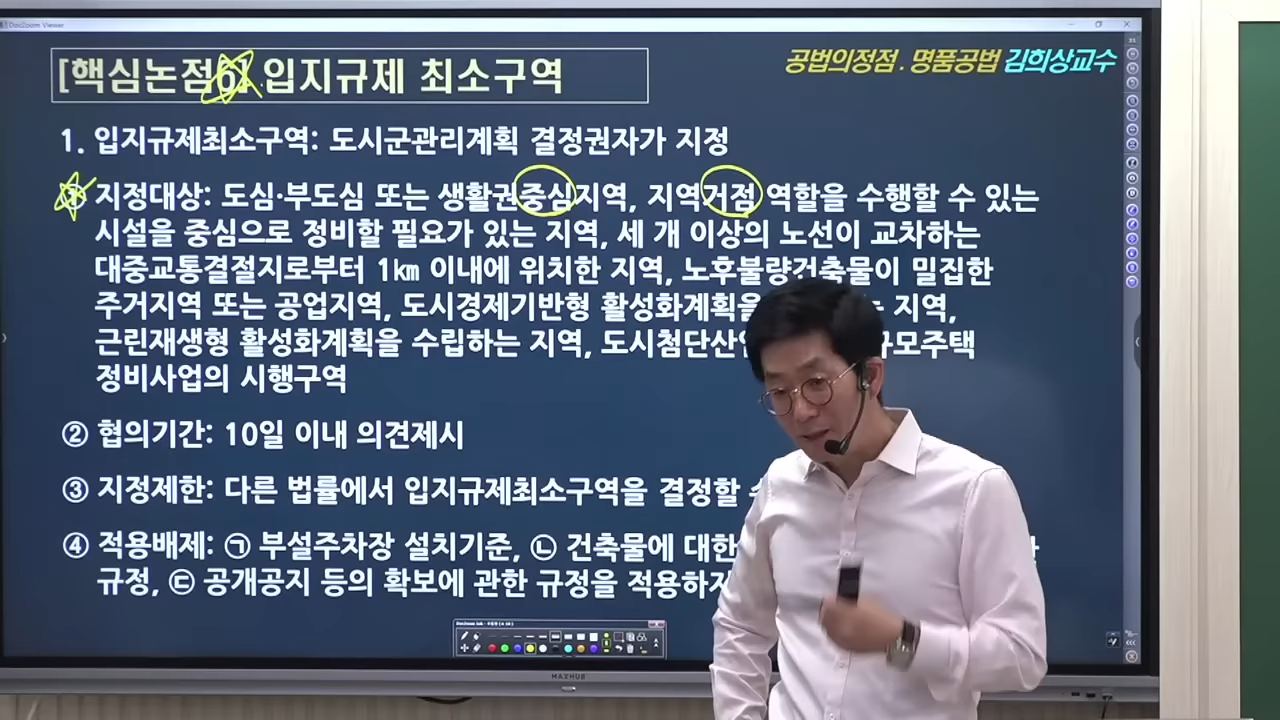 DocZoom Viewer
[핵심논점6] 입지규제 최소구역
공법의정점. 명품공법 김희상교수
1. 입지규제최소구역: 도시군관리계획 결정권자가 지정
① 지정대상: 도심·부도심 또는 생활권중심지역, 지역거점 역할을 수행할 수 있는
시설을 중심으로 정비할 필요가 있는 지역, 세 개 이상의 노선이 교차하는
대중교통결절지로부터 1㎞ 이내에 위치한 지역, 노후불량건축물이 밀집한
주거지역 또는 공업지역, 도시경제기반형 활성화계획을 는 지역,
근린재생형 활성화계획을 수립하는 지역, 도시첨단산 규모주택
정비사업의 시행구역
② 협의기간: 10일 이내 의견제시
③ 지정제한: 다른 법률에서 입지규제최소구역을 결정할
④ 적용배제: ㉠ 부설주차장 설치기준, ㉡ 건축물에 대한
규정, ㉢ 공개공지 등의 확보에 관한 규정을 적용하지
MAXHUB